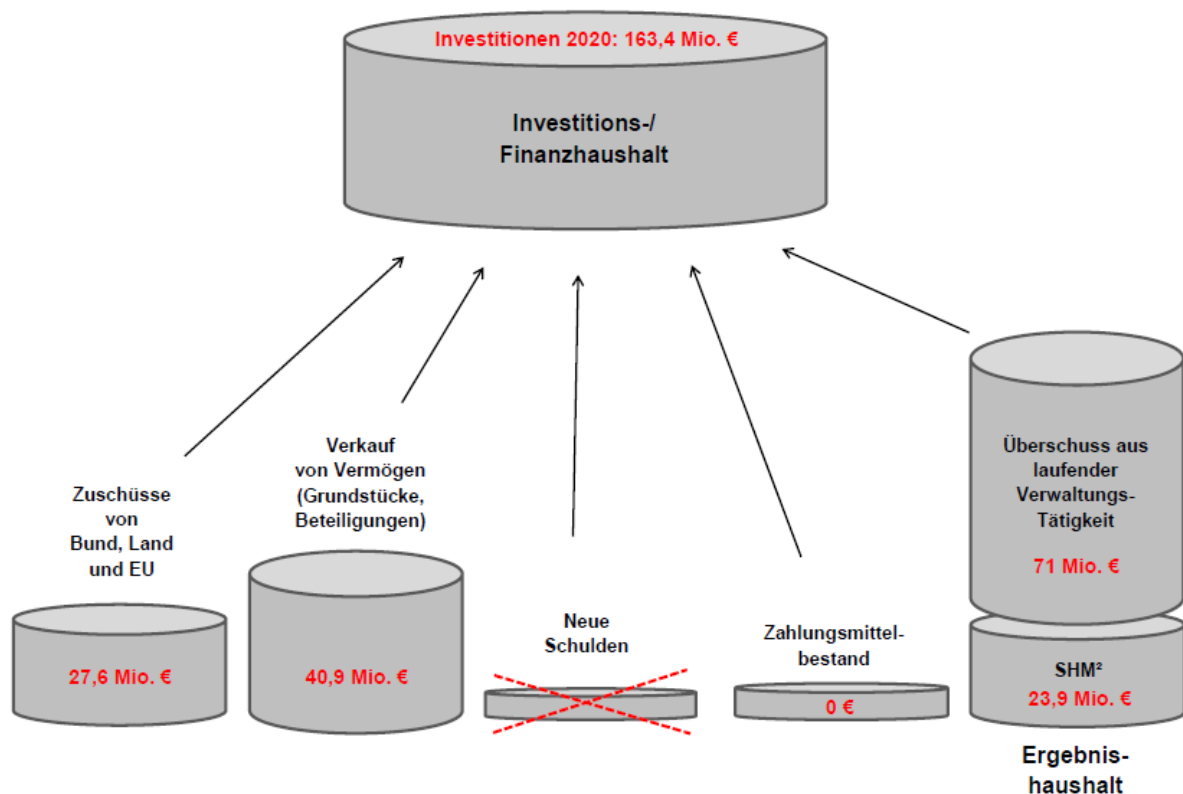 Investitionen 2020: 163,4 Mio. €
Investitions-/
Finanzhaushalt
Zuschüsse
von
Bund, Land
und EU
27,6 Mio. €
Verkauf
von Vermögen
(Grundstücke,
Beteiligungen)
40,9 Mio. €
Neue
Schulden
Zahlungsmittel-
bestand
0 €
Überschuss aus
laufender
Verwaltungs-
Tätigkeit
71 Mio. €
SHM²
23,9 Mio. €
Ergebnis-
haushalt